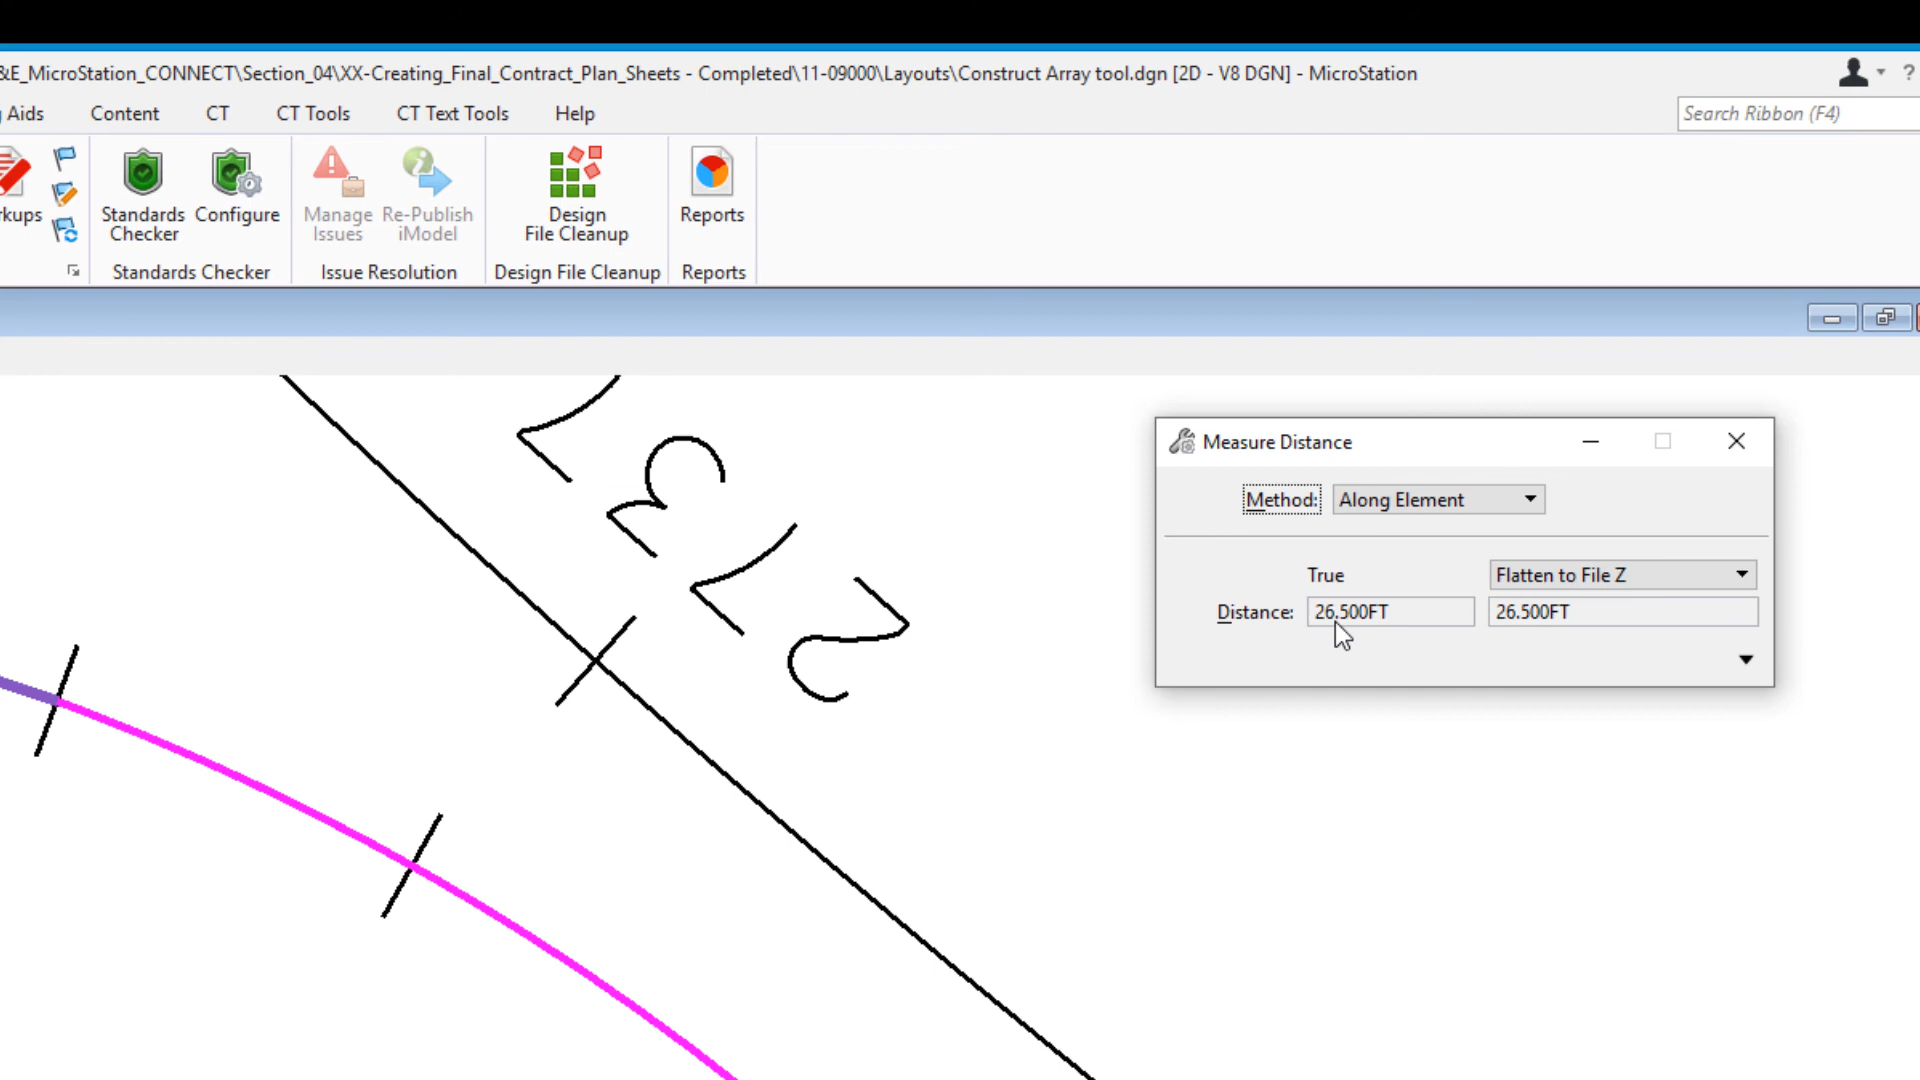 &E_MicroStation_CONNECT\Section_04\XX-Creating_Final_Contract_Plan_Sheets - Completed\11-09000\Layouts\Construct Array tool.dgn [2D - V8 DGN] - MicroStation
?
Aids
Content
CT
CT Tools
CT Text Tools
Help
Search Ribbon (F4)
rkups
Standards Checker
Configure
Manage Issues
Re-Publish iModel
Design File Cleanup
Reports
Standards Checker
Issue Resolution
Design File Cleanup
Reports
Measure Distance
Method: Along Element
True
Flatten to File Z
Distance: 26.500FT 26.500FT